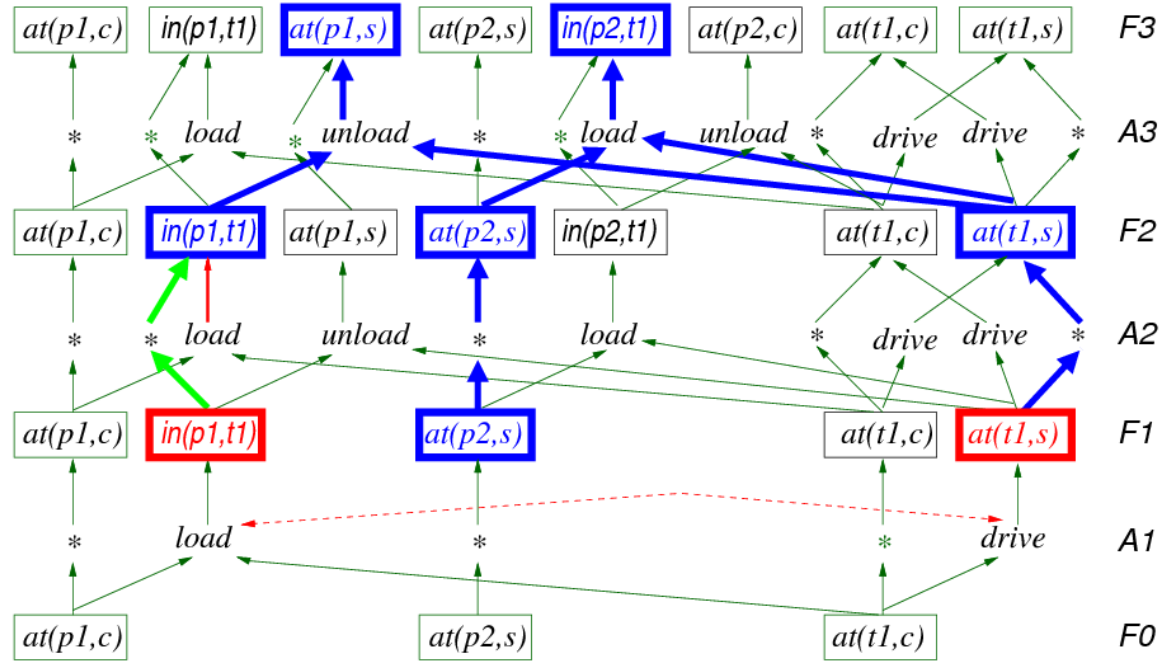 at(p1,c) in(p1,t1) at(p1,s) at(p2,s) in(p2,t1) at(p2,c) at(t1,c) at(t1,s) F3
* * load * unload * * load unload * drive drive * A3
at(p1,c) in(p1,t1) at(p1,s) at(p2,s) in(p2,t1) at(t1,c) at(t1,s) F2
* * load unload * load * drive drive * A2
at(p1,c) in(p1,t1) at(p2,s) at(t1,c) at(t1,s) F1
* load * * drive A1
at(p1,c) at(p2,s) at(t1,c) F0